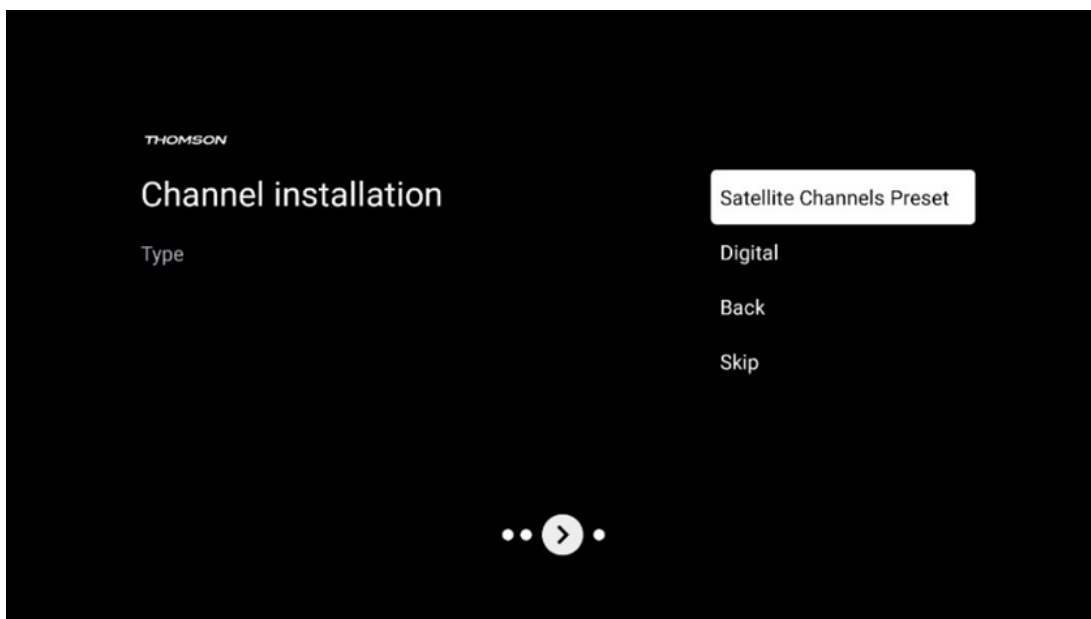 THOMSON
Channel installation
Type
Satellite Channels Preset
Digital
Back
Skip